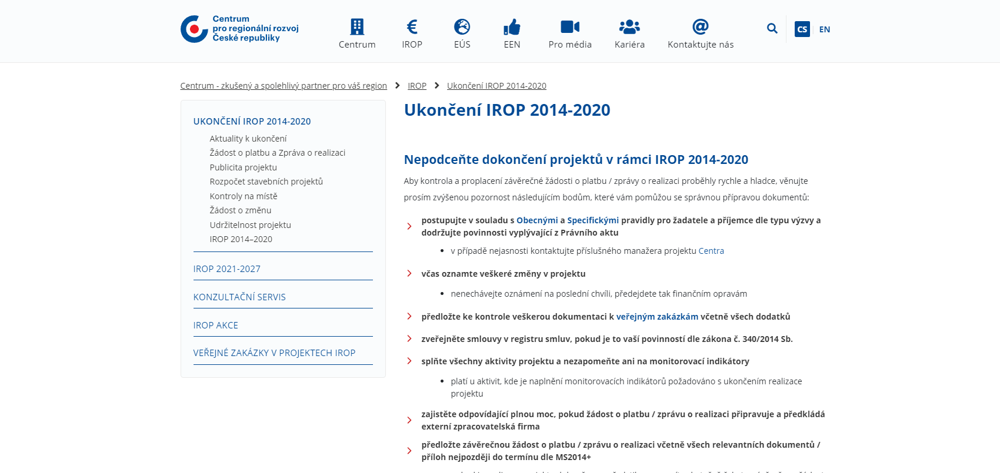 Centrum
pro regionální rozvoj
České republiky
Centrum
IROP
EÚS
EEN
Pro média
Kariéra
Kontaktujte nás
CS
EN
Centrum - zkušený a spolehlivý partner pro váš region
IROP
Ukončení IROP 2014-2020
UKONČENÍ IROP 2014-2020
Aktuality k ukončení
Žádost o platbu a Zpráva o realizaci
Publicita projektu
Rozpočet stavebních projektů
Kontroly na místě
Žádost o změnu
Udržitelnost projektu
IROP 2014–2020
IROP 2021-2027
KONZULTAČNÍ SERVIS
IROP AKCE
VEŘEJNÉ ZAKÁZKY V PROJEKTECH IROP
Ukončení IROP 2014-2020
Nepodceňte dokončení projektů v rámci IROP 2014-2020
Aby kontrola a proplacení závěrečné žádosti o platbu / zprávy o realizaci proběhly rychle a hladce, věnujte
prosím zvýšenou pozornost následujícím bodům, které vám pomůžou se správnou přípravou dokumentů:
postupujte v souladu s Obecnými a Specifickými pravidly pro žadatele a příjemce dle typu výzvy a
dodržujte povinnosti vyplývající z Právního aktu
v případě nejasnosti kontaktujte příslušného manažera projektu Centra
včas oznamte veškeré změny v projektu
nenechávejte oznámení na poslední chvíli, předejdete tak finančním opravám
předložte ke kontrole veškerou dokumentaci k veřejným zakázkám včetně všech dodatků
zveřejněte smlouvy v registru smluv, pokud je to vaší povinností dle zákona č. 340/2014 Sb.
splňte všechny aktivity projektu a nezapomeňte ani na monitorovací indikátory
platí u aktivit, kde je naplnění monitorovacích indikátorů požadováno s ukončením realizace
projektu
zajistěte odpovídající plnou moc, pokud žádost o platbu / zprávu o realizaci připravuje a předkládá
externí zpracovatelská firma
předložte závěrečnou žádost o platbu / zprávu o realizaci včetně všech relevantních dokumentů /
příloh nejpozději do termínu dle MS2014+